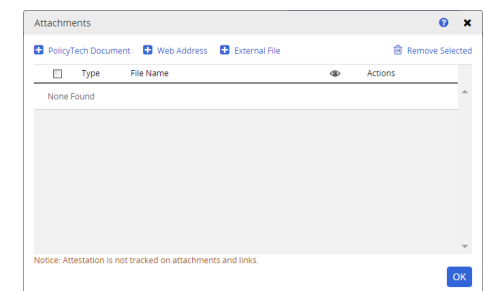 Attachments
PolicyTech Document Web Address External File Remove Selected
Type File Name Actions
None Found
Notice: Attestation is not tracked on attachments and links.
OK